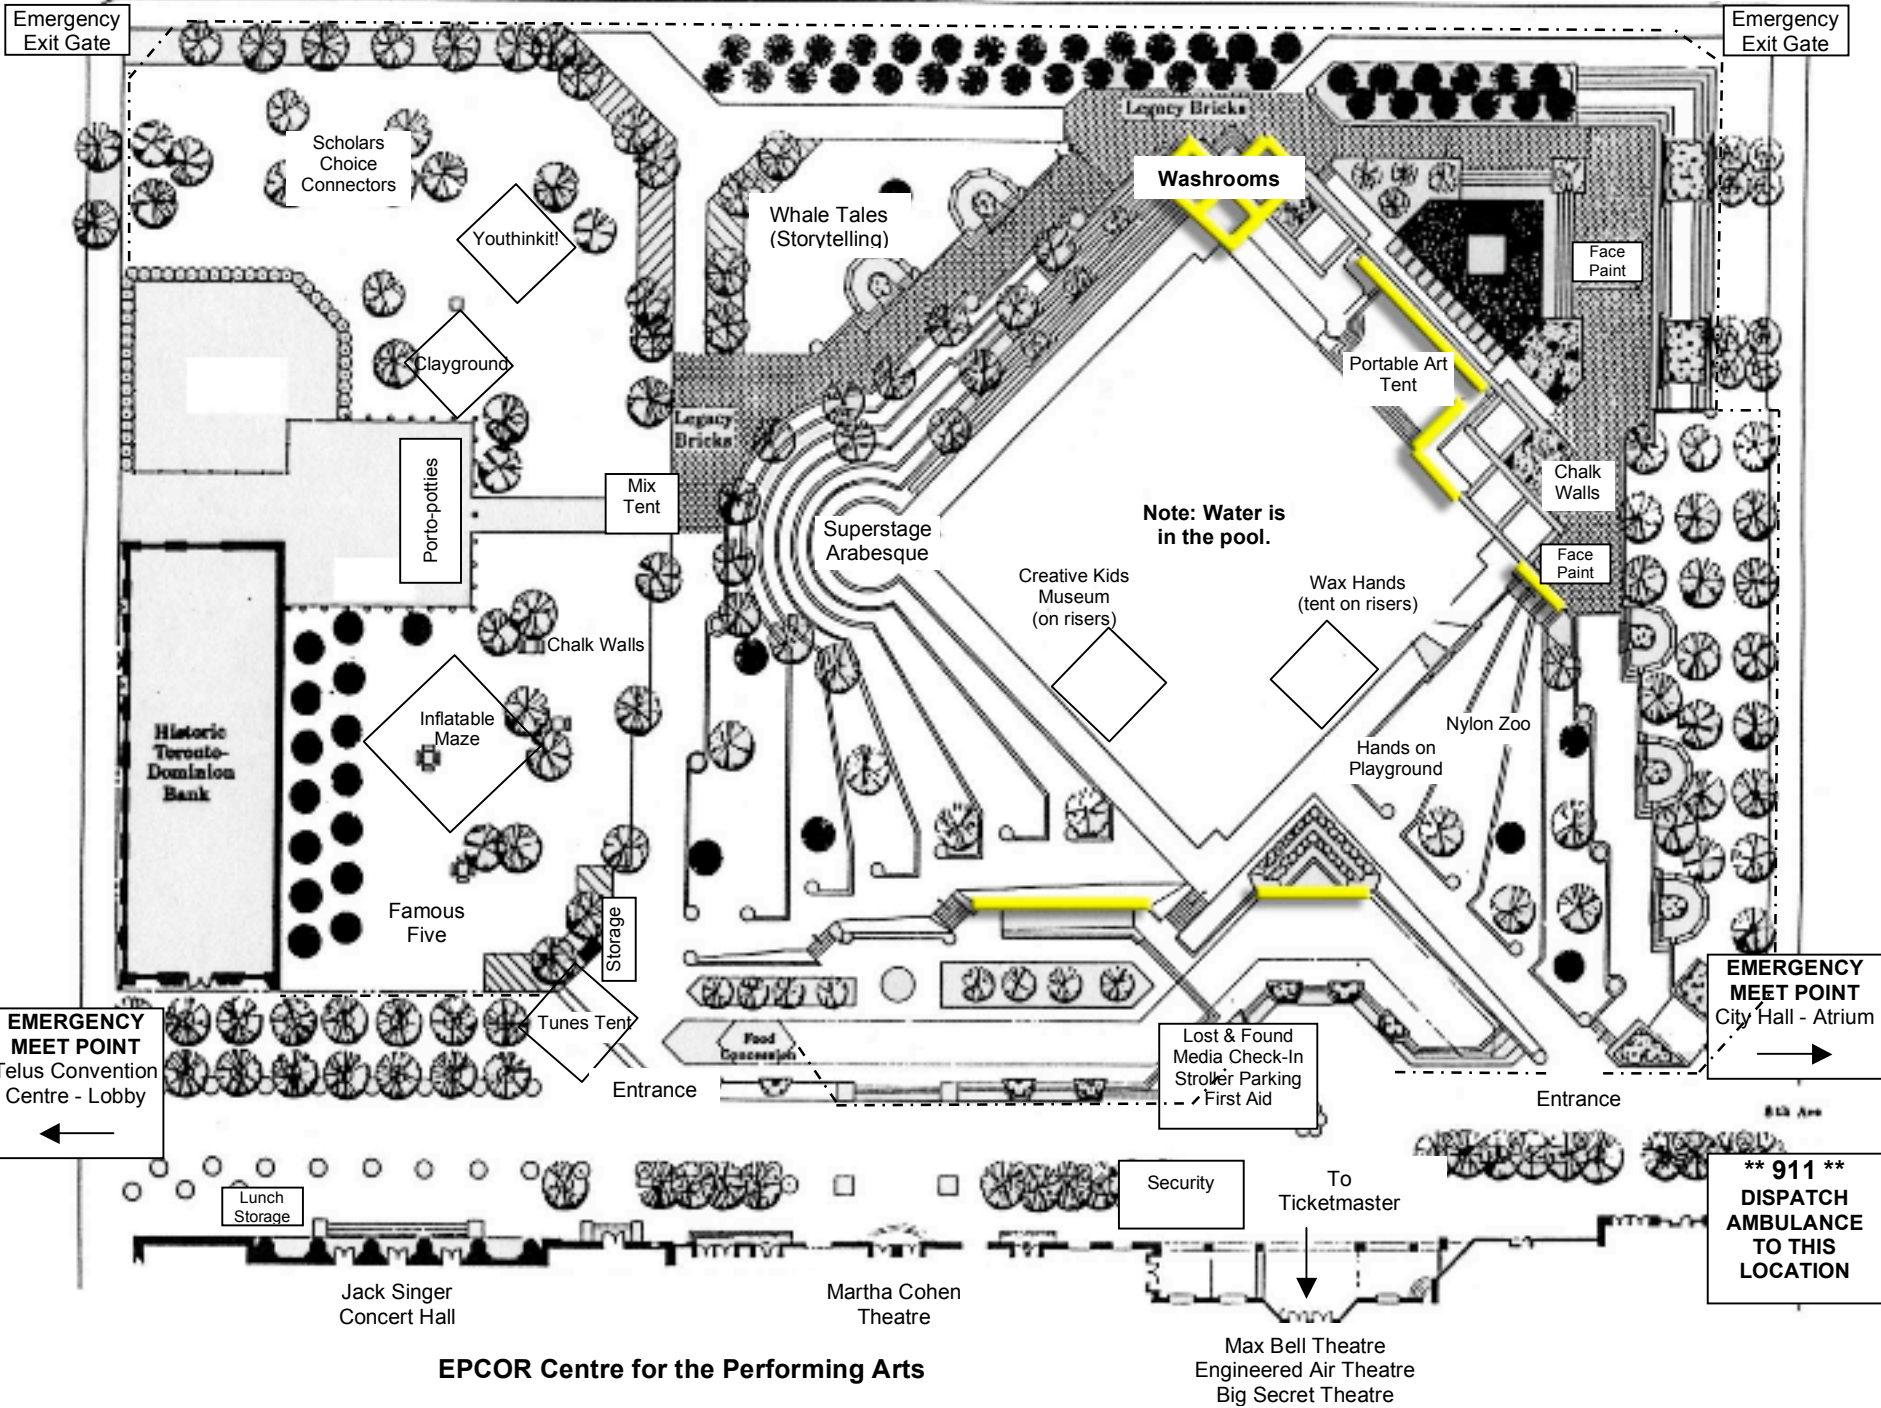 Emergency
Exit Gate
Emergency
Exit Gate
Legacy Bricks
Scholars
Choice
Connectors
Washrooms
Whale Tales
(Storytelling)
Youthinkit!
Face
Paint
Clayground
Portable Art
Tent
Legacy
Bricks
Porto-potties
Mix
Tent
Chalk
Walls
Superstage
Arabesque
Note: Water is
in the pool.
Face
Paint
Creative Kids
Museum
(on risers)
Wax Hands
(tent on risers)
Chalk Walls
Inflatable
Maze
Historic
Toronto-
Dominion
Bank
Nylon Zoo
Hands on
Playground
Famous
Five
Storage
EMERGENCY
MEET POINT
City Hall - Atrium
EMERGENCY
MEET POINT
Telus Convention
Centre - Lobby
Tunes Tent
Food
Concession
Lost & Found
Media Check-In
Stroller Parking
First Aid
Entrance
Entrance
8th Ave
Lunch
Storage
Security
To
Ticketmaster
** 911 **
DISPATCH
AMBULANCE
TO THIS
LOCATION
Jack Singer
Concert Hall
Martha Cohen
Theatre
Max Bell Theatre
Engineered Air Theatre
Big Secret Theatre
EPCOR Centre for the Performing Arts